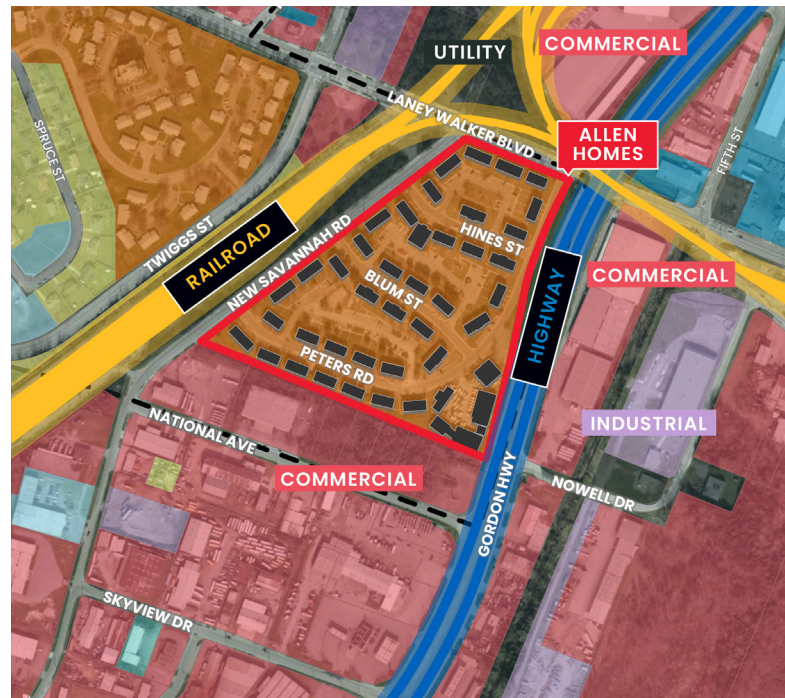 COMMERCIAL
UTILITY
LANEY WALKER BLVD
ALLEN
HOMES
SPRUCE ST
FIFTH ST
TWIGGS ST
RAILROAD
NEW SAVANNAH RD
HINES ST
BLUM ST
COMMERCIAL
HIGHWAY
PETERS RD
NATIONAL AVE
INDUSTRIAL
COMMERCIAL
GORDON HWY
NOWELL DR
SKYVIEW DR
COMMERCIAL